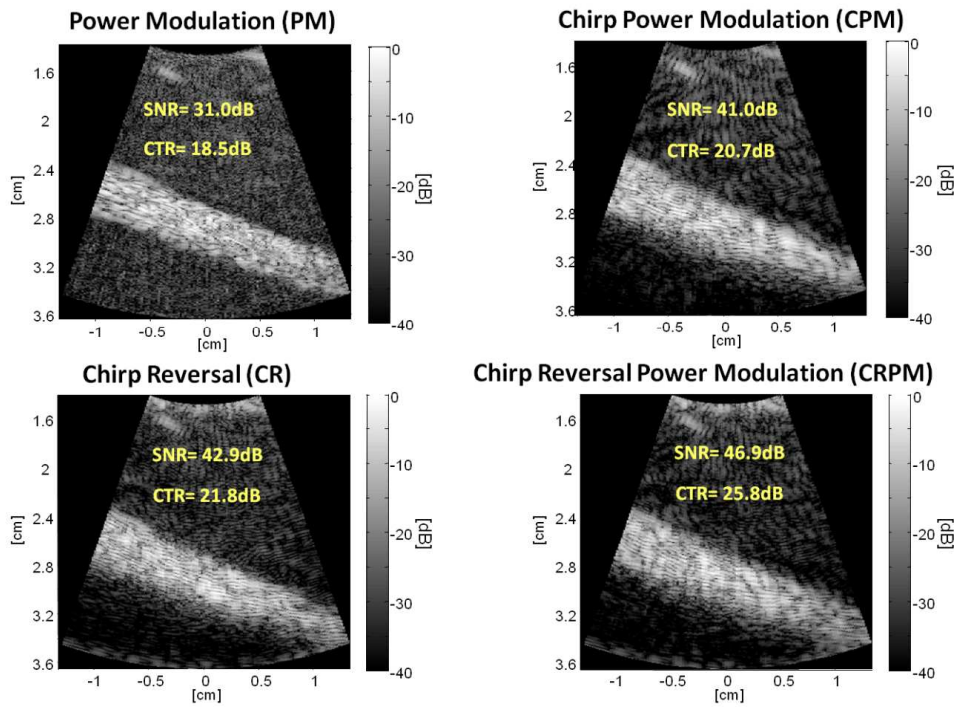 Power Modulation (PM)
SNR= 31.0dB
CTR= 18.5dB
1.6
2
2.4
2.8
3.2
3.6
[cm]
-1
-0.5
0
0.5
1
[cm]
0
-10
-20
-30
-40
[dB]
Chirp Power Modulation (CPM)
SNR= 41.0dB
CTR= 20.7dB
1.6
2
2.4
2.8
3.2
3.6
[cm]
-1
-0.5
0
0.5
1
[cm]
0
-10
-20
-30
-40
[dB]
Chirp Reversal (CR)
SNR= 42.9dB
CTR= 21.8dB
1.6
2
2.4
2.8
3.2
3.6
[cm]
-1
-0.5
0
0.5
1
[cm]
0
-10
-20
-30
-40
[dB]
Chirp Reversal Power Modulation (CRPM)
SNR= 46.9dB
CTR= 25.8dB
1.6
2
2.4
2.8
3.2
3.6
[cm]
-1
-0.5
0
0.5
1
[cm]
0
-10
-20
-30
-40
[dB]